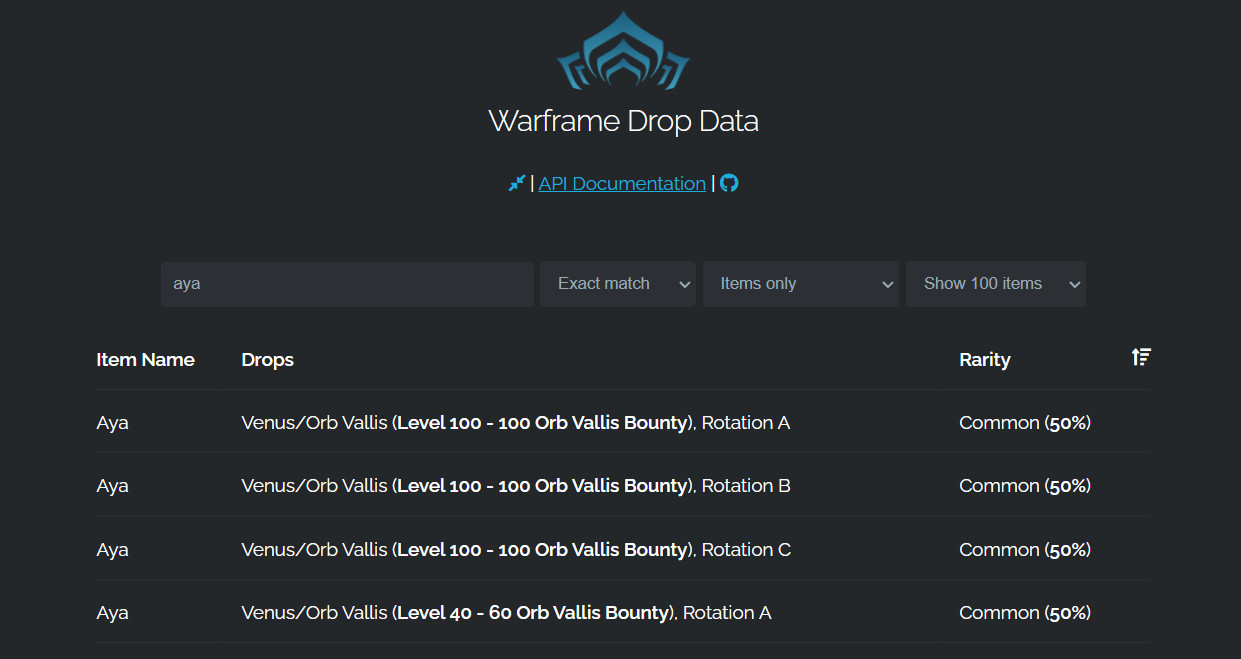 Warframe Drop Data
| API Documentation |
aya Exact match Items only Show 100 items
Item Name Drops Rarity
Aya Venus/Orb Vallis (Level 100 - 100 Orb Vallis Bounty), Rotation A Common (50%)
Aya Venus/Orb Vallis (Level 100 - 100 Orb Vallis Bounty), Rotation B Common (50%)
Aya Venus/Orb Vallis (Level 100 - 100 Orb Vallis Bounty), Rotation C Common (50%)
Aya Venus/Orb Vallis (Level 40 - 60 Orb Vallis Bounty), Rotation A Common (50%)